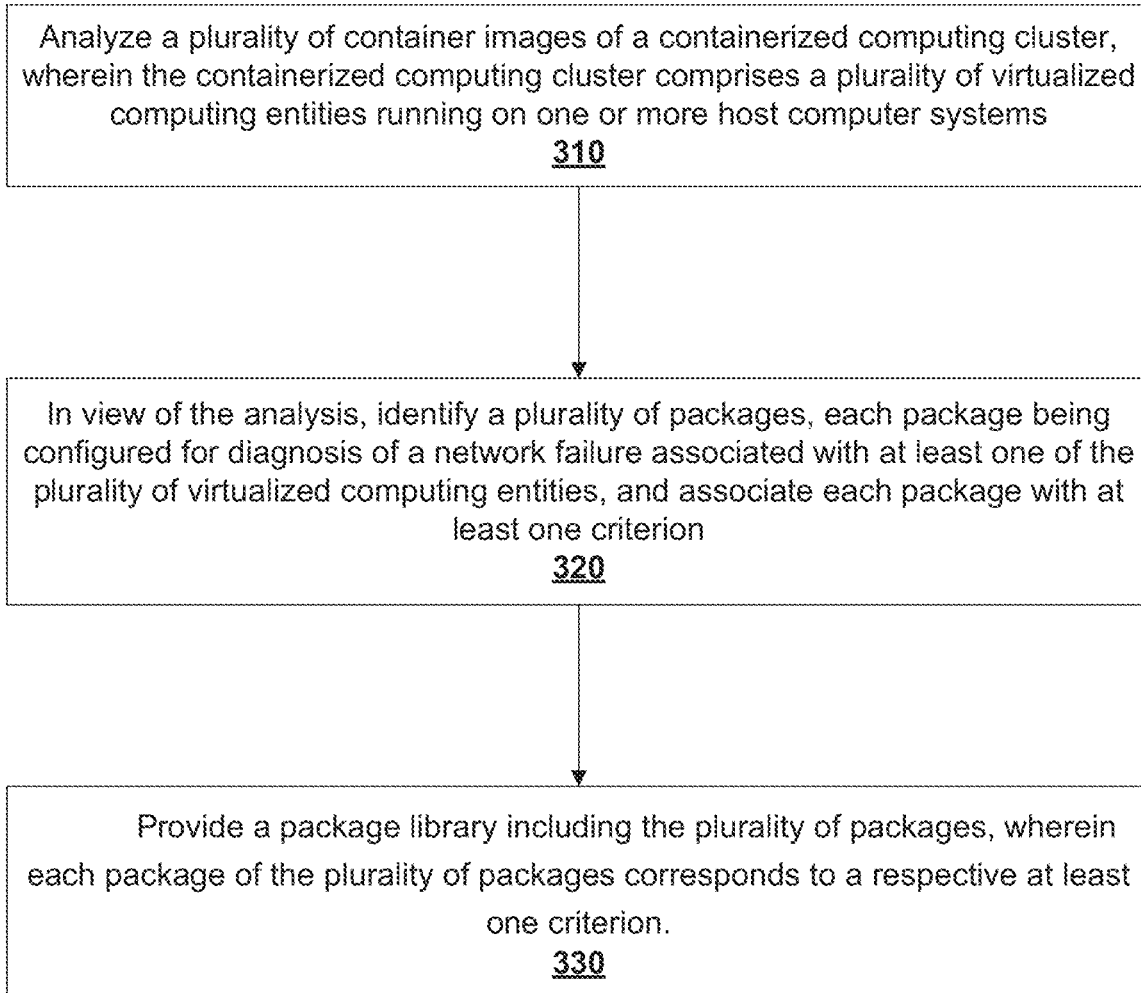 Analyze a plurality of container images of a containerized computing cluster,
wherein the containerized computing cluster comprises a plurality of virtualized
computing entities running on one or more host computer systems
310
In view of the analysis, identify a plurality of packages, each package being
configured for diagnosis of a network failure associated with at least one of the
plurality of virtualized computing entities, and associate each package with at
least one criterion
320
Provide a package library including the plurality of packages, wherein
each package of the plurality of packages corresponds to a respective at least
one criterion.
330